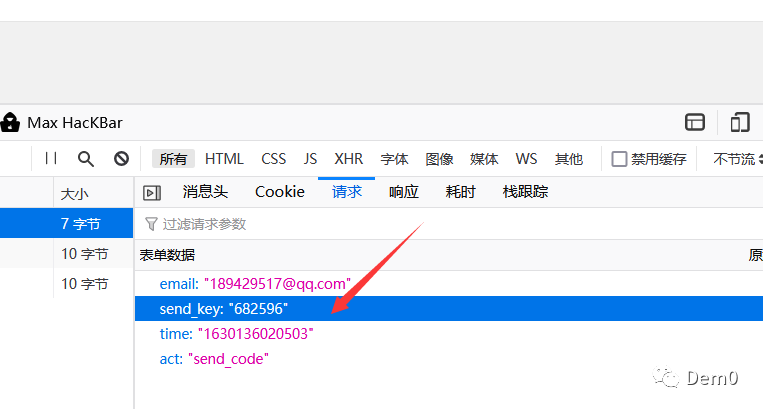 Max HacKBar
所有 HTML CSS JS XHR 字体 图像 媒体 WS 其他 禁用缓存 不节流
大小 消息头 Cookie 请求 响应 耗时 栈跟踪
7 字节 过滤请求参数
10 字节 表单数据 原
10 字节 email: "189429517@qq.com"
send_key: "682596"
time: "1630136020503"
act: "send_code"
Dem0